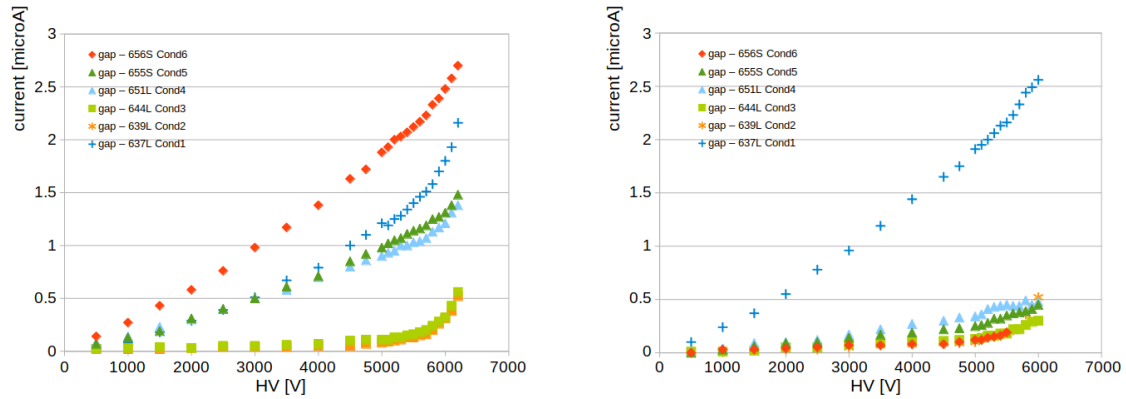 current [microA]
3
2.5
2
1.5
1
0.5
0
gap – 656S Cond6
gap – 655S Cond5
gap – 651L Cond4
gap – 644L Cond3
gap – 639L Cond2
gap – 637L Cond1
0 1000 2000 3000 4000 5000 6000 7000
HV [V]
current [microA]
3
2.5
2
1.5
1
0.5
0
gap – 656S Cond6
gap – 655S Cond5
gap – 651L Cond4
gap – 644L Cond3
gap – 639L Cond2
gap – 637L Cond1
0 1000 2000 3000 4000 5000 6000 7000
HV [V]